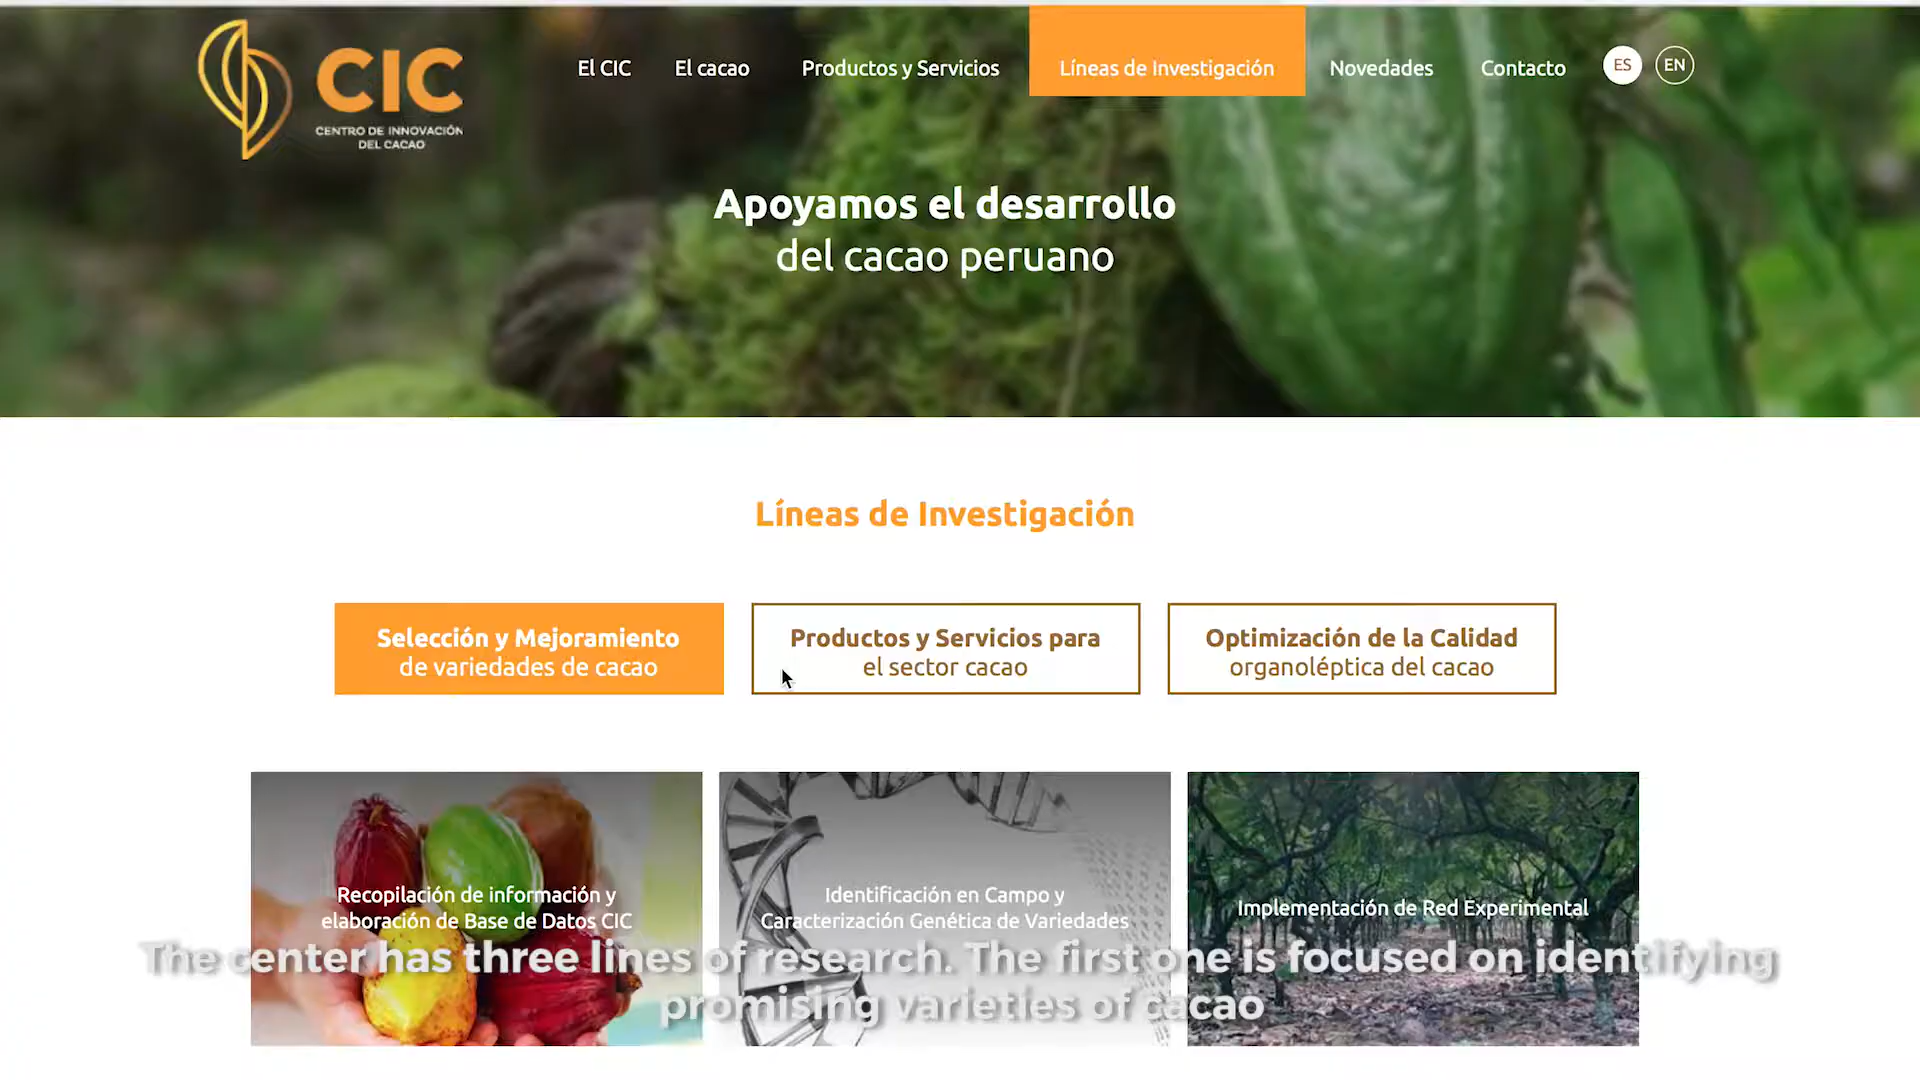 CIC
CENTRO DE INNOVACIÓN
DEL CACAO
El CIC
El cacao
Productos y Servicios
Líneas de Investigación
Novedades
Contacto
ES
EN
Apoyamos el desarrollo
del cacao peruano
Líneas de Investigación
Selección y Mejoramiento
de variedades de cacao
Productos y Servicios para
el sector cacao
Optimización de la Calidad
organoléptica del cacao
Recopilación de información y
elaboración de Base de Datos CIC
Identificación en Campo y
Caracterización Genética de Variedades
Implementación de Red Experimental
The center has three lines of research. The first one is focused on identifying
promising varieties of cacao